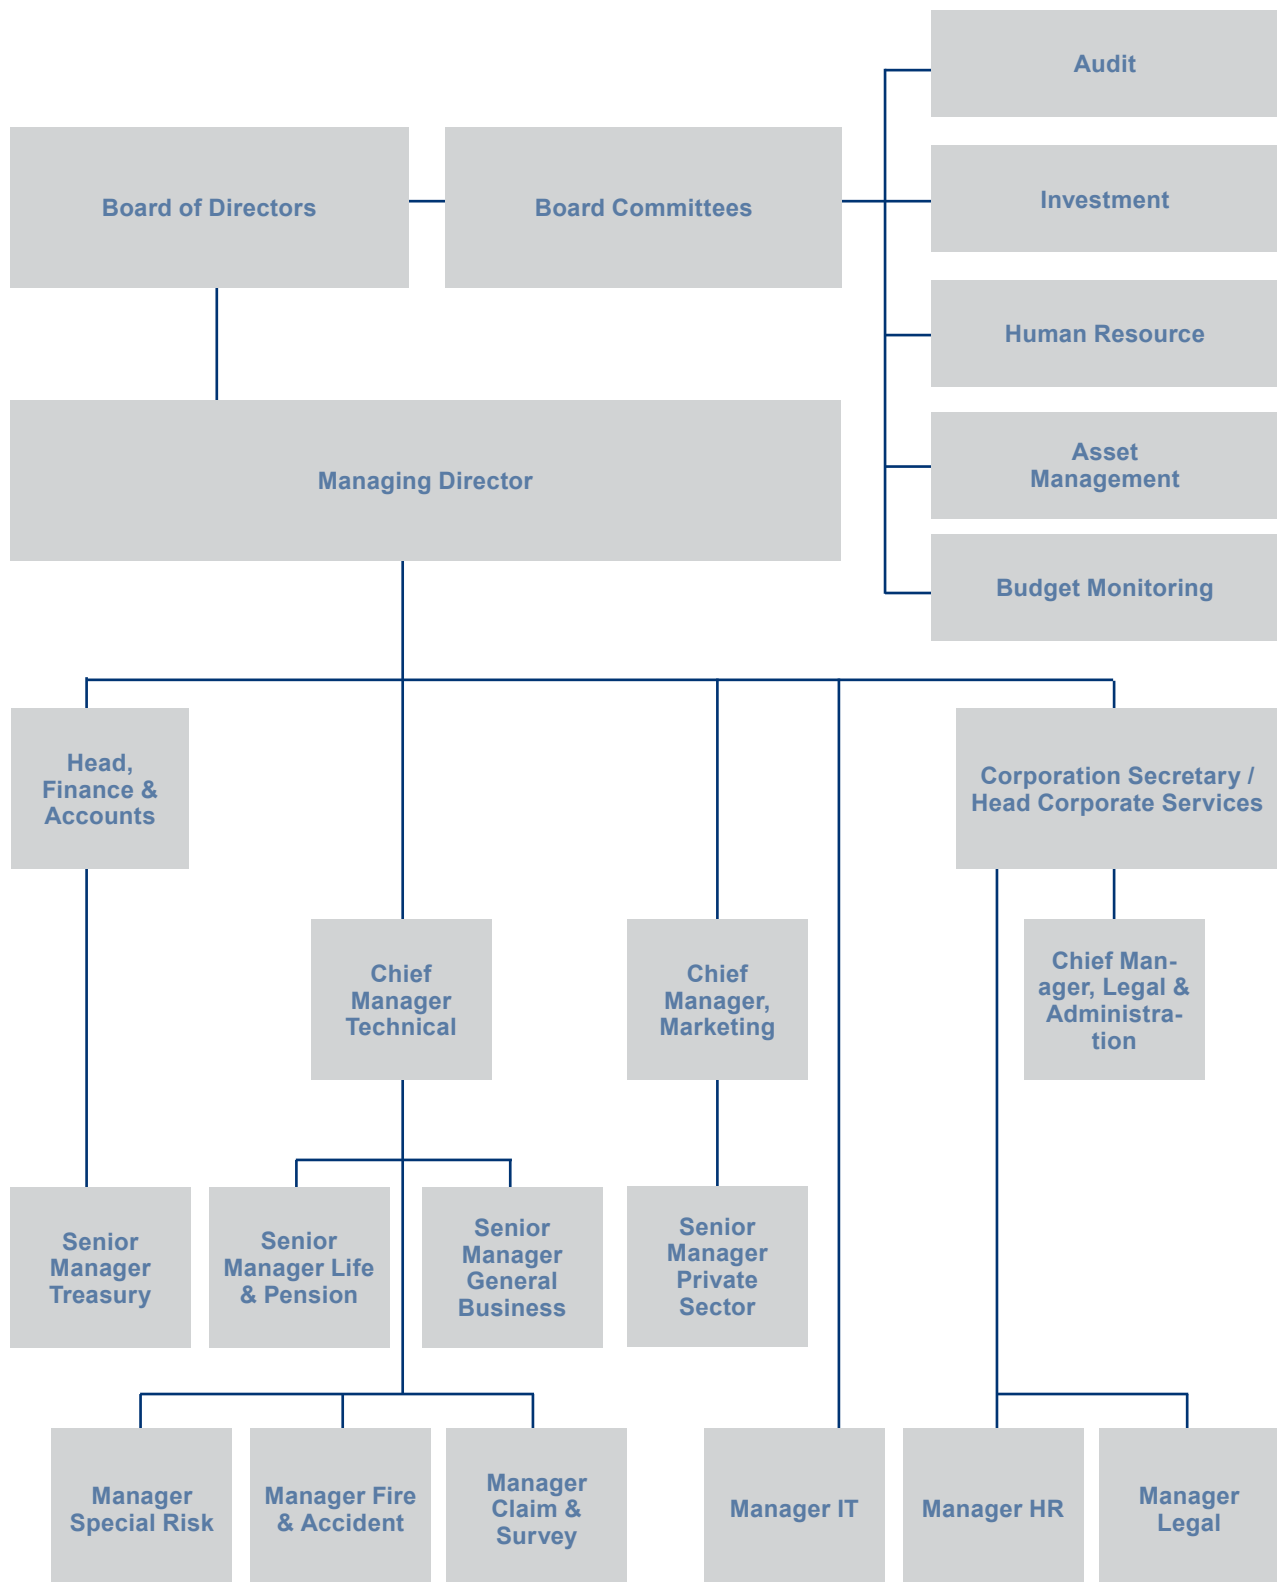 Audit
Board of Directors
Board Committees
Investment
Human Resource
Managing Director
Asset
Management
Budget Monitoring
Head,
Finance &
Accounts
Corporation Secretary /
Head Corporate Services
Chief
Manager
Technical
Chief
Manager,
Marketing
Chief Man-
ager, Legal &
Administra-
tion
Senior
Manager
Treasury
Senior
Manager Life
& Pension
Senior
Manager
General
Business
Senior
Manager
Private
Sector
Manager
Special Risk
Manager Fire
& Accident
Manager
Claim &
Survey
Manager IT
Manager HR
Manager
Legal